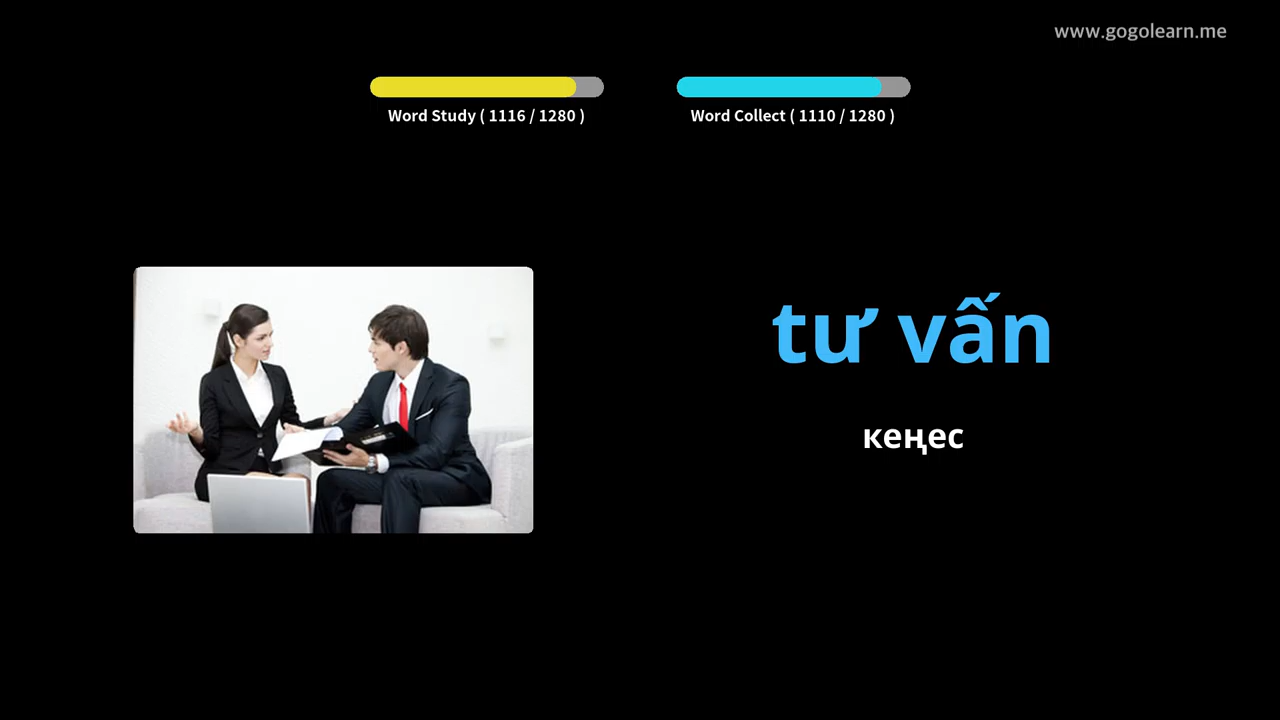 www.gogolearn.me
Word Study ( 1116 / 1280 )
Word Collect ( 1110 / 1280 )
tư vấn
кеңес